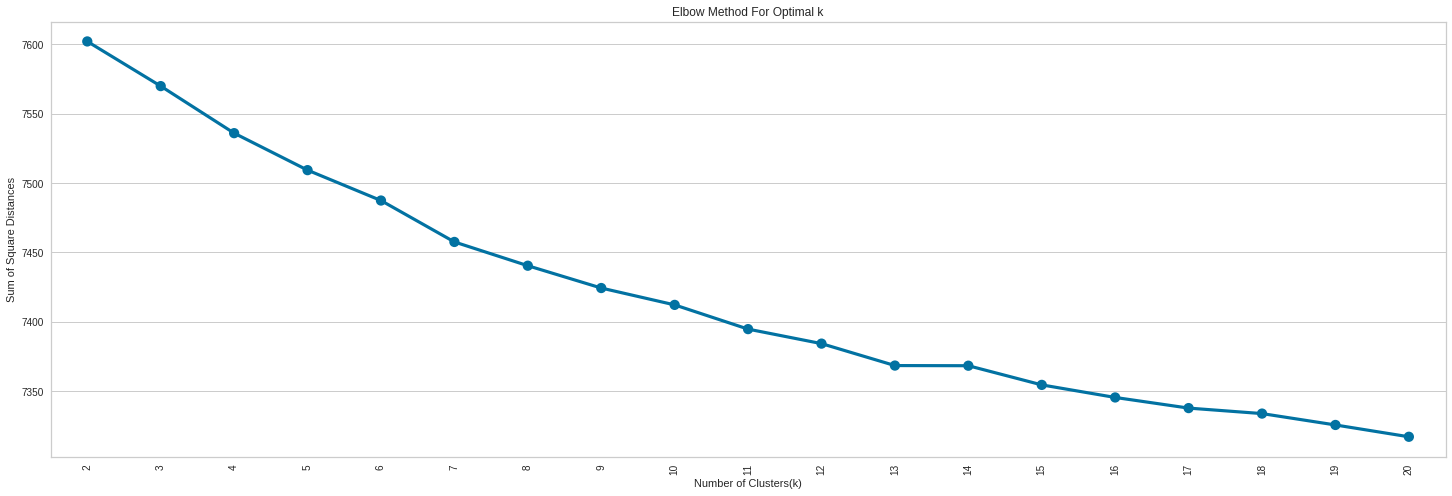 Elbow Method For Optimal k
Sum of Square Distances
7600
7550
7500
7450
7400
7350
2 3 4 5 6 7 8 9 10 11 12 13 14 15 16 17 18 19 20
Number of Clusters(k)